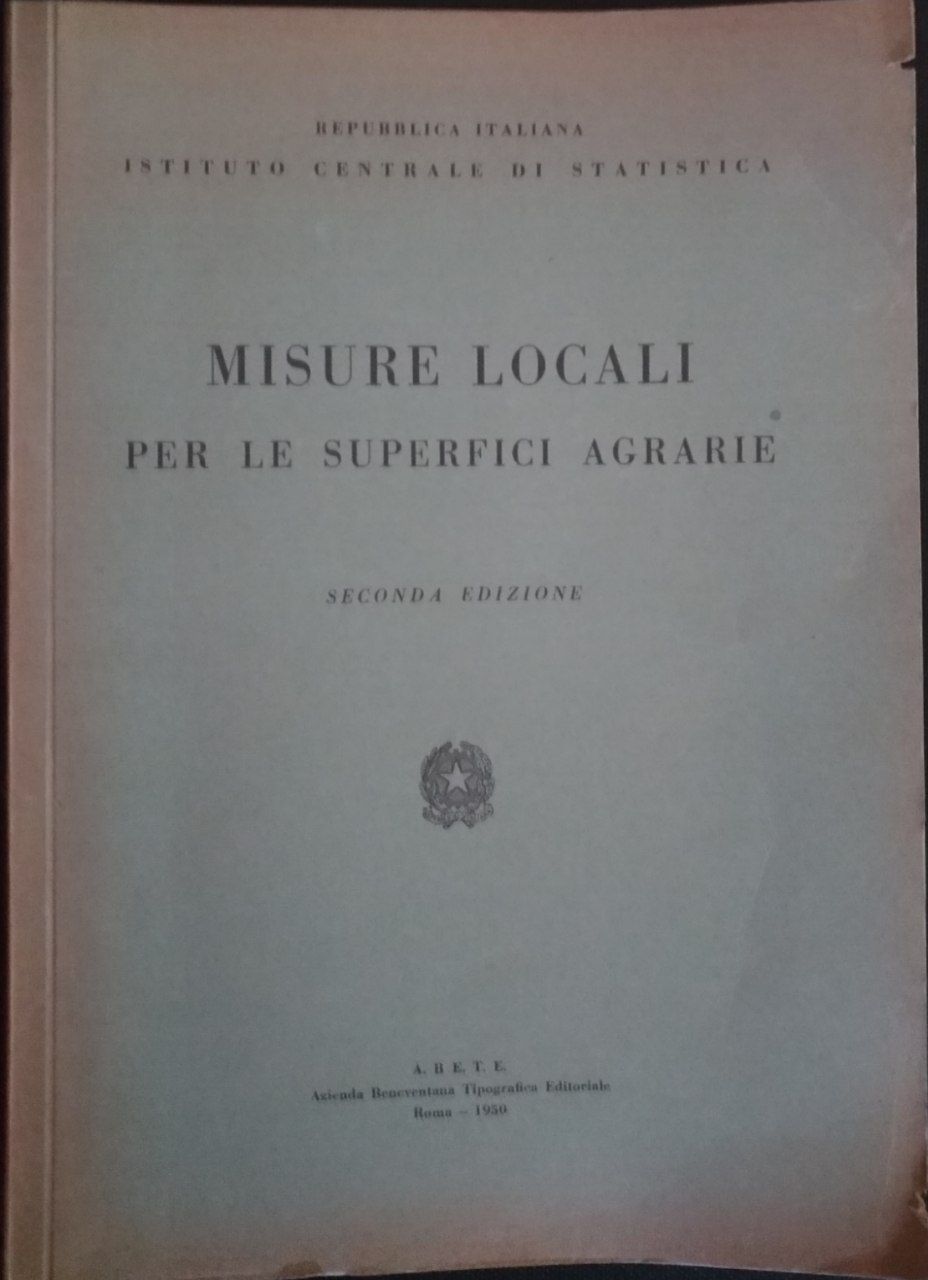 REPUBBLICA ITALIANA
ISTITUTO CENTRALE DI STATISTICA
MISURE LOCALI
PER LE SUPERFICI AGRARIE
SECONDA EDIZIONE
A. B E. T. E.
Azienda Beneventana Tipografica Editoriale
Roma – 1950